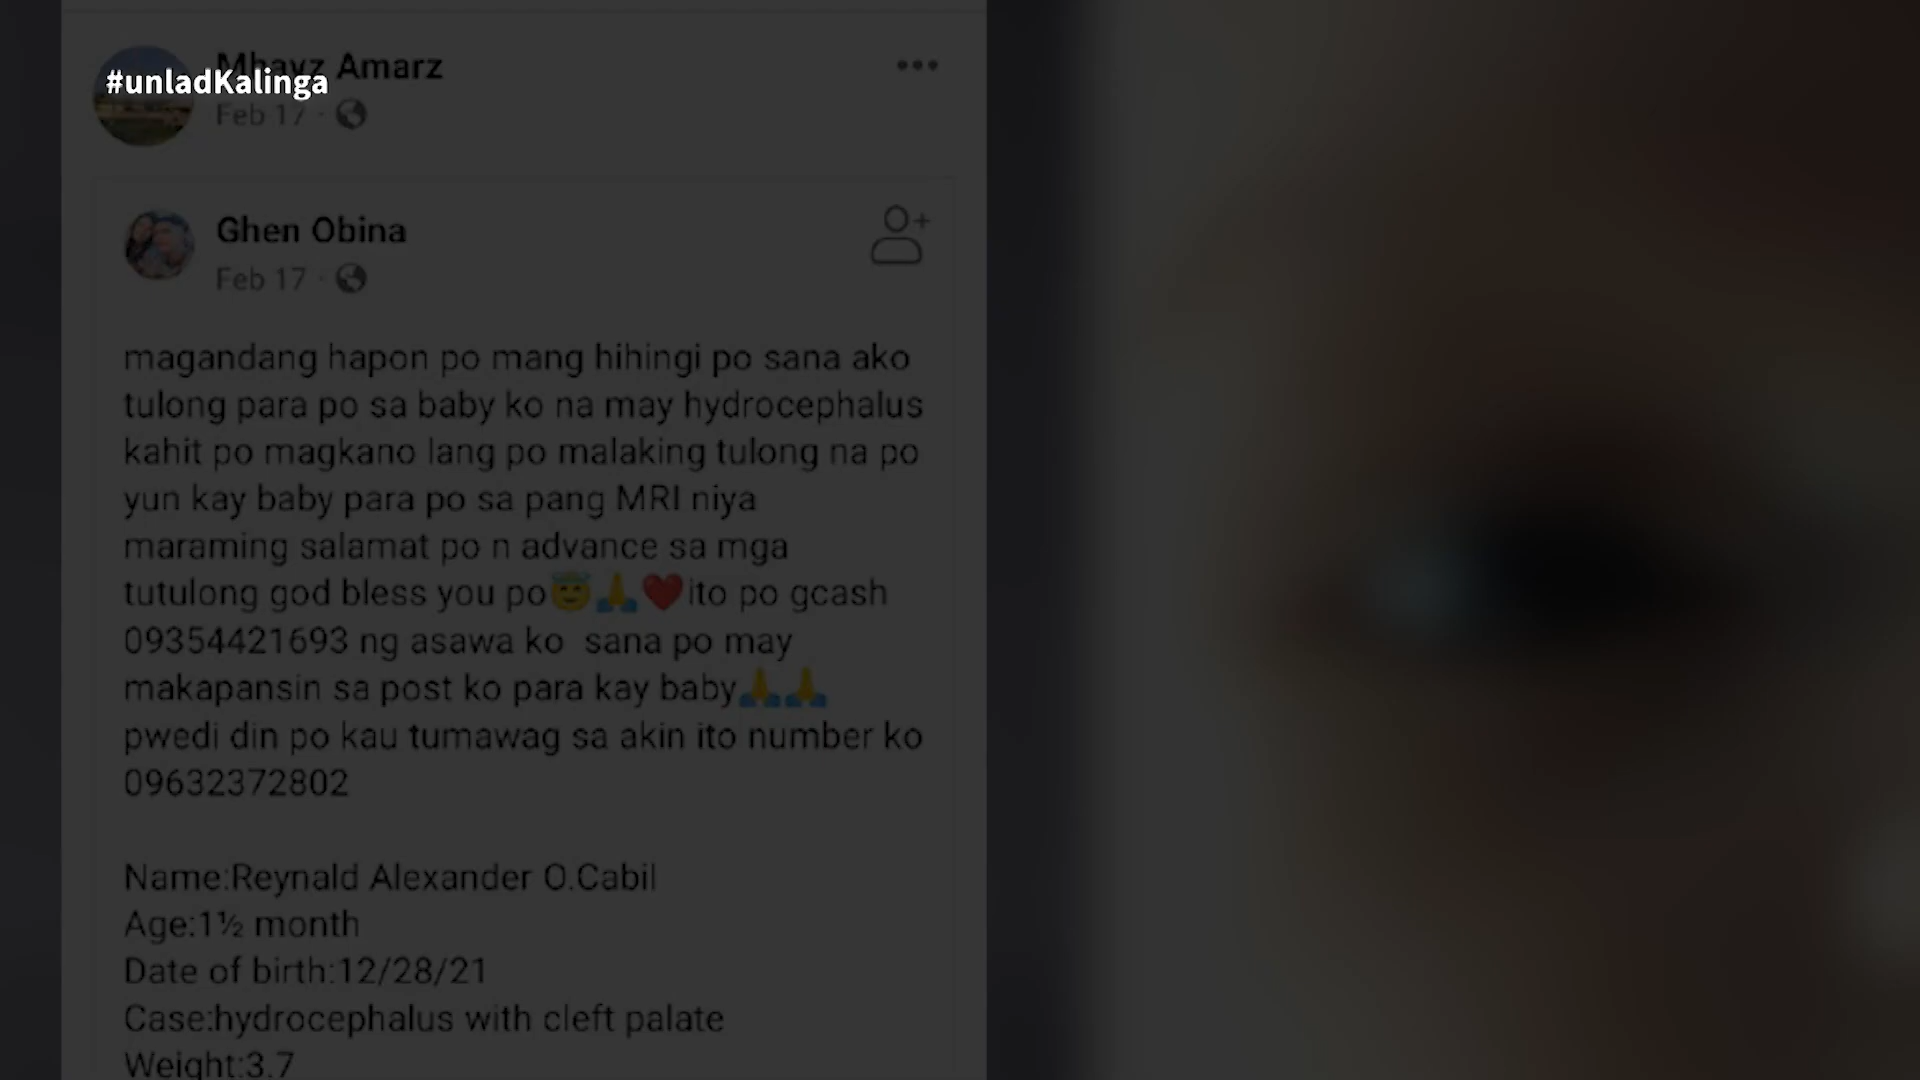 #unladKalinga
Mhayz Amarz
Feb 17 ·
Ghen Obina
Feb 17 ·
magandang hapon po mang hihingi po sana ako
tulong para po sa baby ko na may hydrocephalus
kahit po magkano lang po malaking tulong na po
yun kay baby para po sa pang MRI niya
maraming salamat po n advance sa mga
tutulong god bless you po😇🙏❤️ito po gcash
09354421693 ng asawa ko sana po may
makapansin sa post ko para kay baby🙏🙏
pwedi din po kau tumawag sa akin ito number ko
09632372802
Name:Reynald Alexander O.Cabil
Age:1½ month
Date of birth:12/28/21
Case:hydrocephalus with cleft palate
Weight:3.7